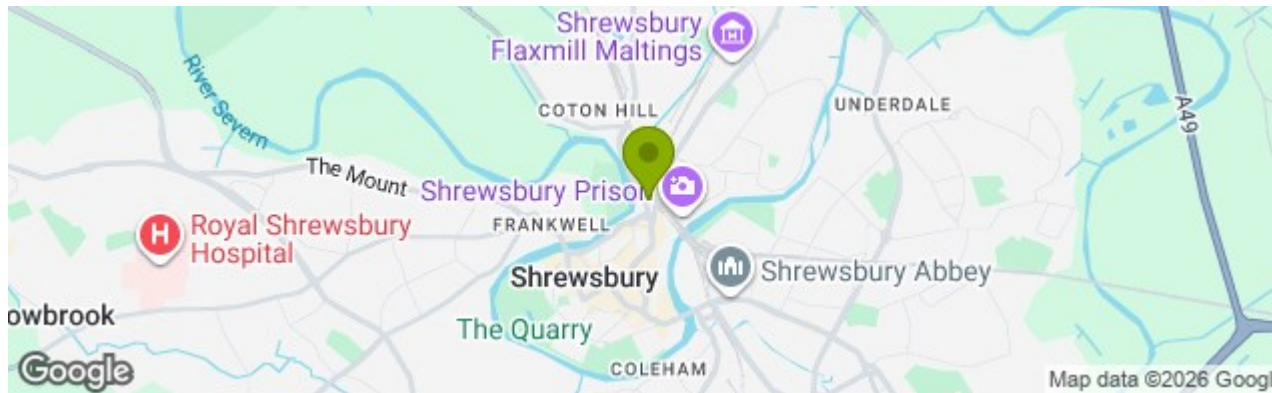 Shrewsbury
Flaxmill Maltings
River Severn
COTON HILL
UNDERDALE
A49
The Mount
Shrewsbury Prison
Royal Shrewsbury
Hospital
FRANKWELL
Shrewsbury
Shrewsbury Abbey
owbrook
The Quarry
COLEHAM
Google
Map data ©2026 Googl